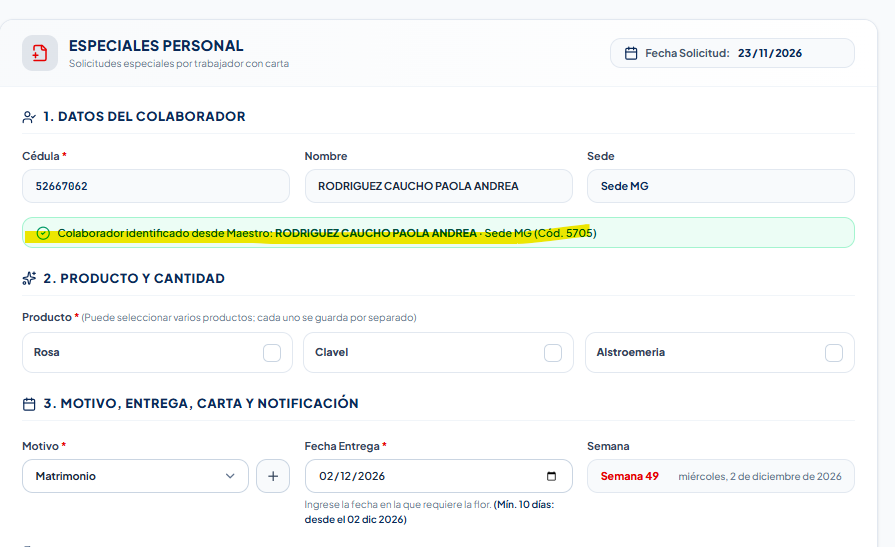 ESPECIALES PERSONAL
Solicitudes especiales por trabajador con carta
Fecha Solicitud: 23/11/2026
1. DATOS DEL COLABORADOR
Cédula * Nombre Sede
52667062 RODRIGUEZ CAUCHO PAOLA ANDREA Sede MG
Colaborador identificado desde Maestro: RODRIGUEZ CAUCHO PAOLA ANDREA · Sede MG (Cód. 5705)
2. PRODUCTO Y CANTIDAD
Producto * (Puede seleccionar varios productos; cada uno se guarda por separado)
Rosa Clavel Alstroemeria
3. MOTIVO, ENTREGA, CARTA Y NOTIFICACIÓN
Motivo * Fecha Entrega * Semana
Matrimonio + 02/12/2026 Semana 49 miércoles, 2 de diciembre de 2026
Ingrese la fecha en la que requiere la flor. (Mín. 10 días:
desde el 02 dic 2026)